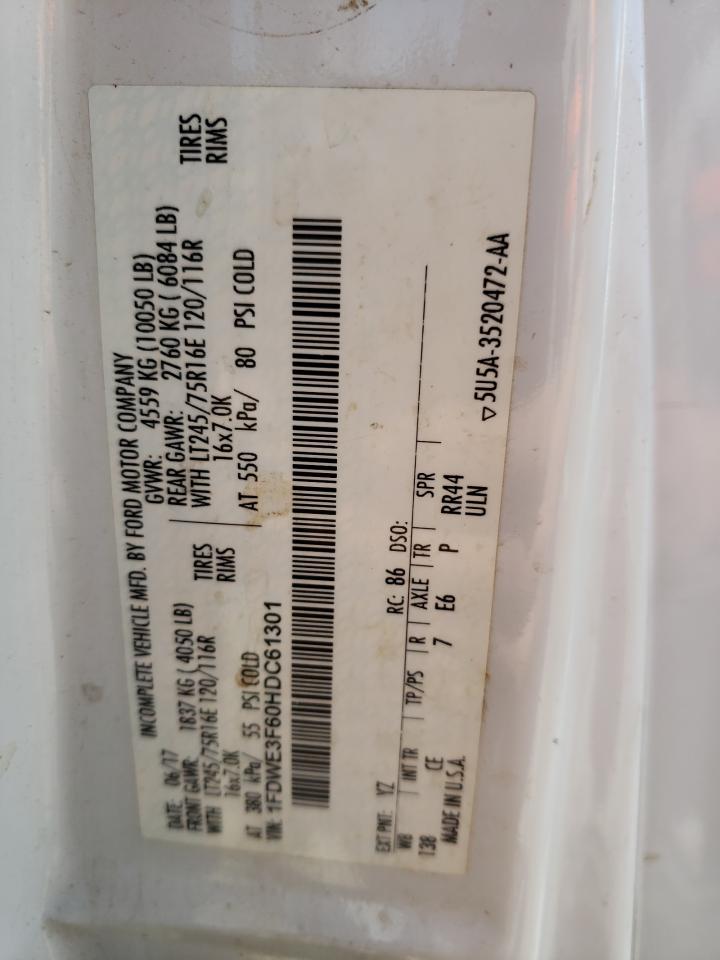 INCOMPLETE VEHICLE MFD. BY FORD MOTOR COMPANY
DATE: 06/17 GVWR: 4559 KG (10050 LB)
FRONT GAWR: 1837 KG ( 4050 LB) REAR GAWR: 2760 KG ( 6084 LB)
WITH LT245/75R16E 120/116R TIRES WITH LT245/75R16E 120/116R TIRES
16x7.0K RIMS 16x7.0K RIMS
AT 380 kPa/ 55 PSI COLD AT 550 kPa/ 80 PSI COLD
VIN: 1FDWE3F60HDC61301
EXT PNT: YZ RC: 86 DSO:
WB INT TR TP/PS R AXLE TR SPR
138 CE 7 E6 P RR44
MADE IN U.S.A. ULN
▽5U5A-3520472-AA